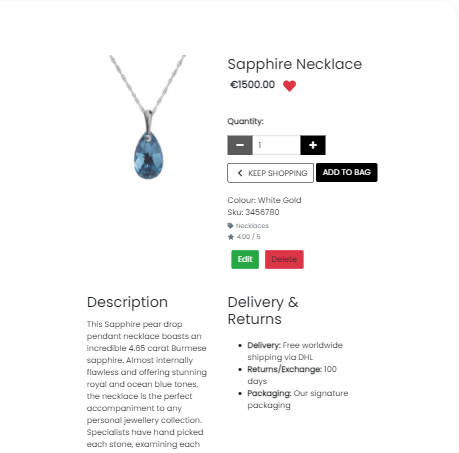 Sapphire Necklace
€1500.00
Quantity:
1
KEEP SHOPPING
ADD TO BAG
Colour: White Gold
Sku: 3456780
Necklaces
4.00 / 5
Edit
Delete
Description
This Sapphire pear drop
pendant necklace boasts an
incredible 4.65 carat Burmese
sapphire. Almost internally
flawless and offering stunning
royal and ocean blue tones,
the necklace is the perfect
accompaniment to any
personal jewellery collection.
Specialists have hand picked
each stone, examining each
Delivery &
Returns
Delivery: Free worldwide
shipping via DHL
Returns/Exchange: 100
days
Packaging: Our signature
packaging